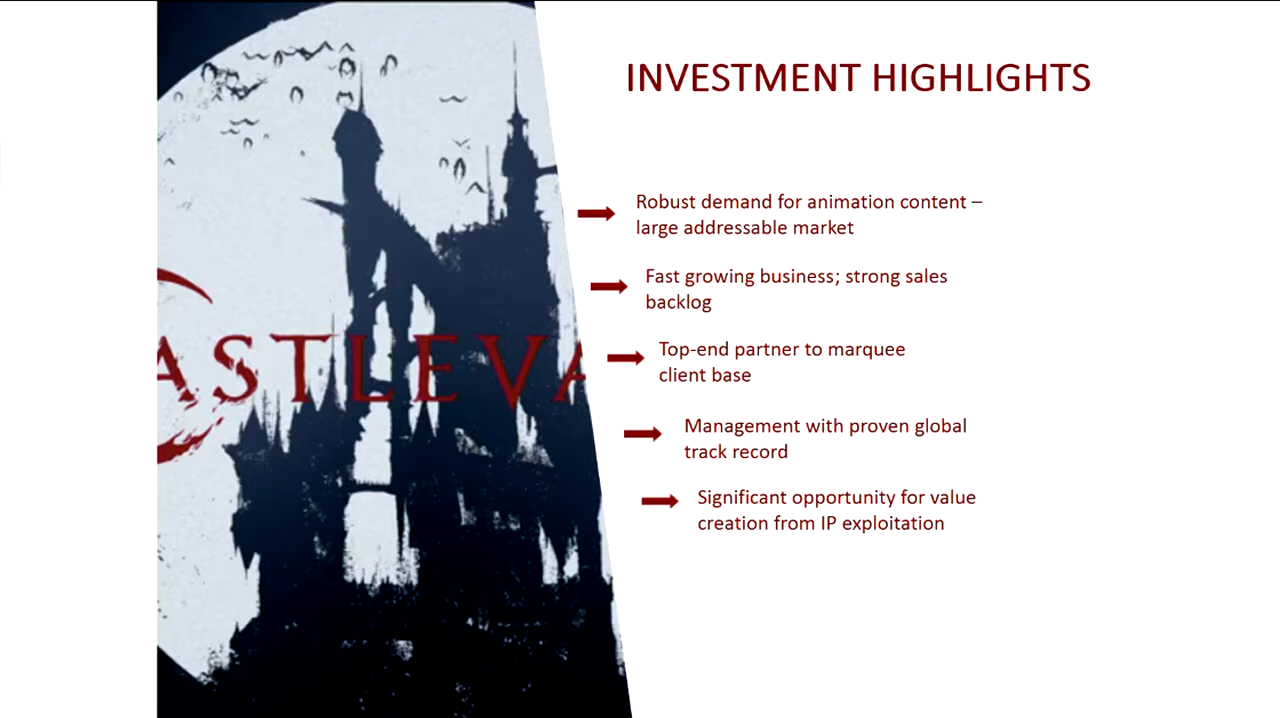 INVESTMENT HIGHLIGHTS
Robust demand for animation content –
large addressable market
Fast growing business; strong sales
backlog
Top-end partner to marquee
client base
Management with proven global
track record
Significant opportunity for value
creation from IP exploitation
ASTLEVA